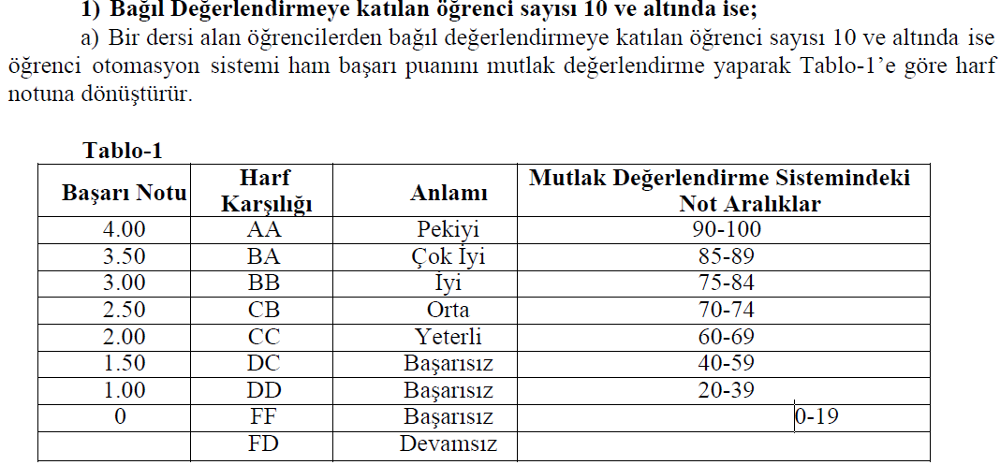 1) Bağıl Değerlendirmeye katılan öğrenci sayısı 10 ve altında ise;
a) Bir dersi alan öğrencilerden bağıl değerlendirmeye katılan öğrenci sayısı 10 ve altında ise
öğrenci otomasyon sistemi ham başarı puanını mutlak değerlendirme yaparak Tablo-1’e göre harf
notuna dönüştürür.
Tablo-1
Başarı Notu Harf Karşılığı Anlamı Mutlak Değerlendirme Sistemindeki Not Aralıklar
4.00 AA Pekiyi 90-100
3.50 BA Çok İyi 85-89
3.00 BB İyi 75-84
2.50 CB Orta 70-74
2.00 CC Yeterli 60-69
1.50 DC Başarısız 40-59
1.00 DD Başarısız 20-39
0 FF Başarısız 0-19
FD Devamsız